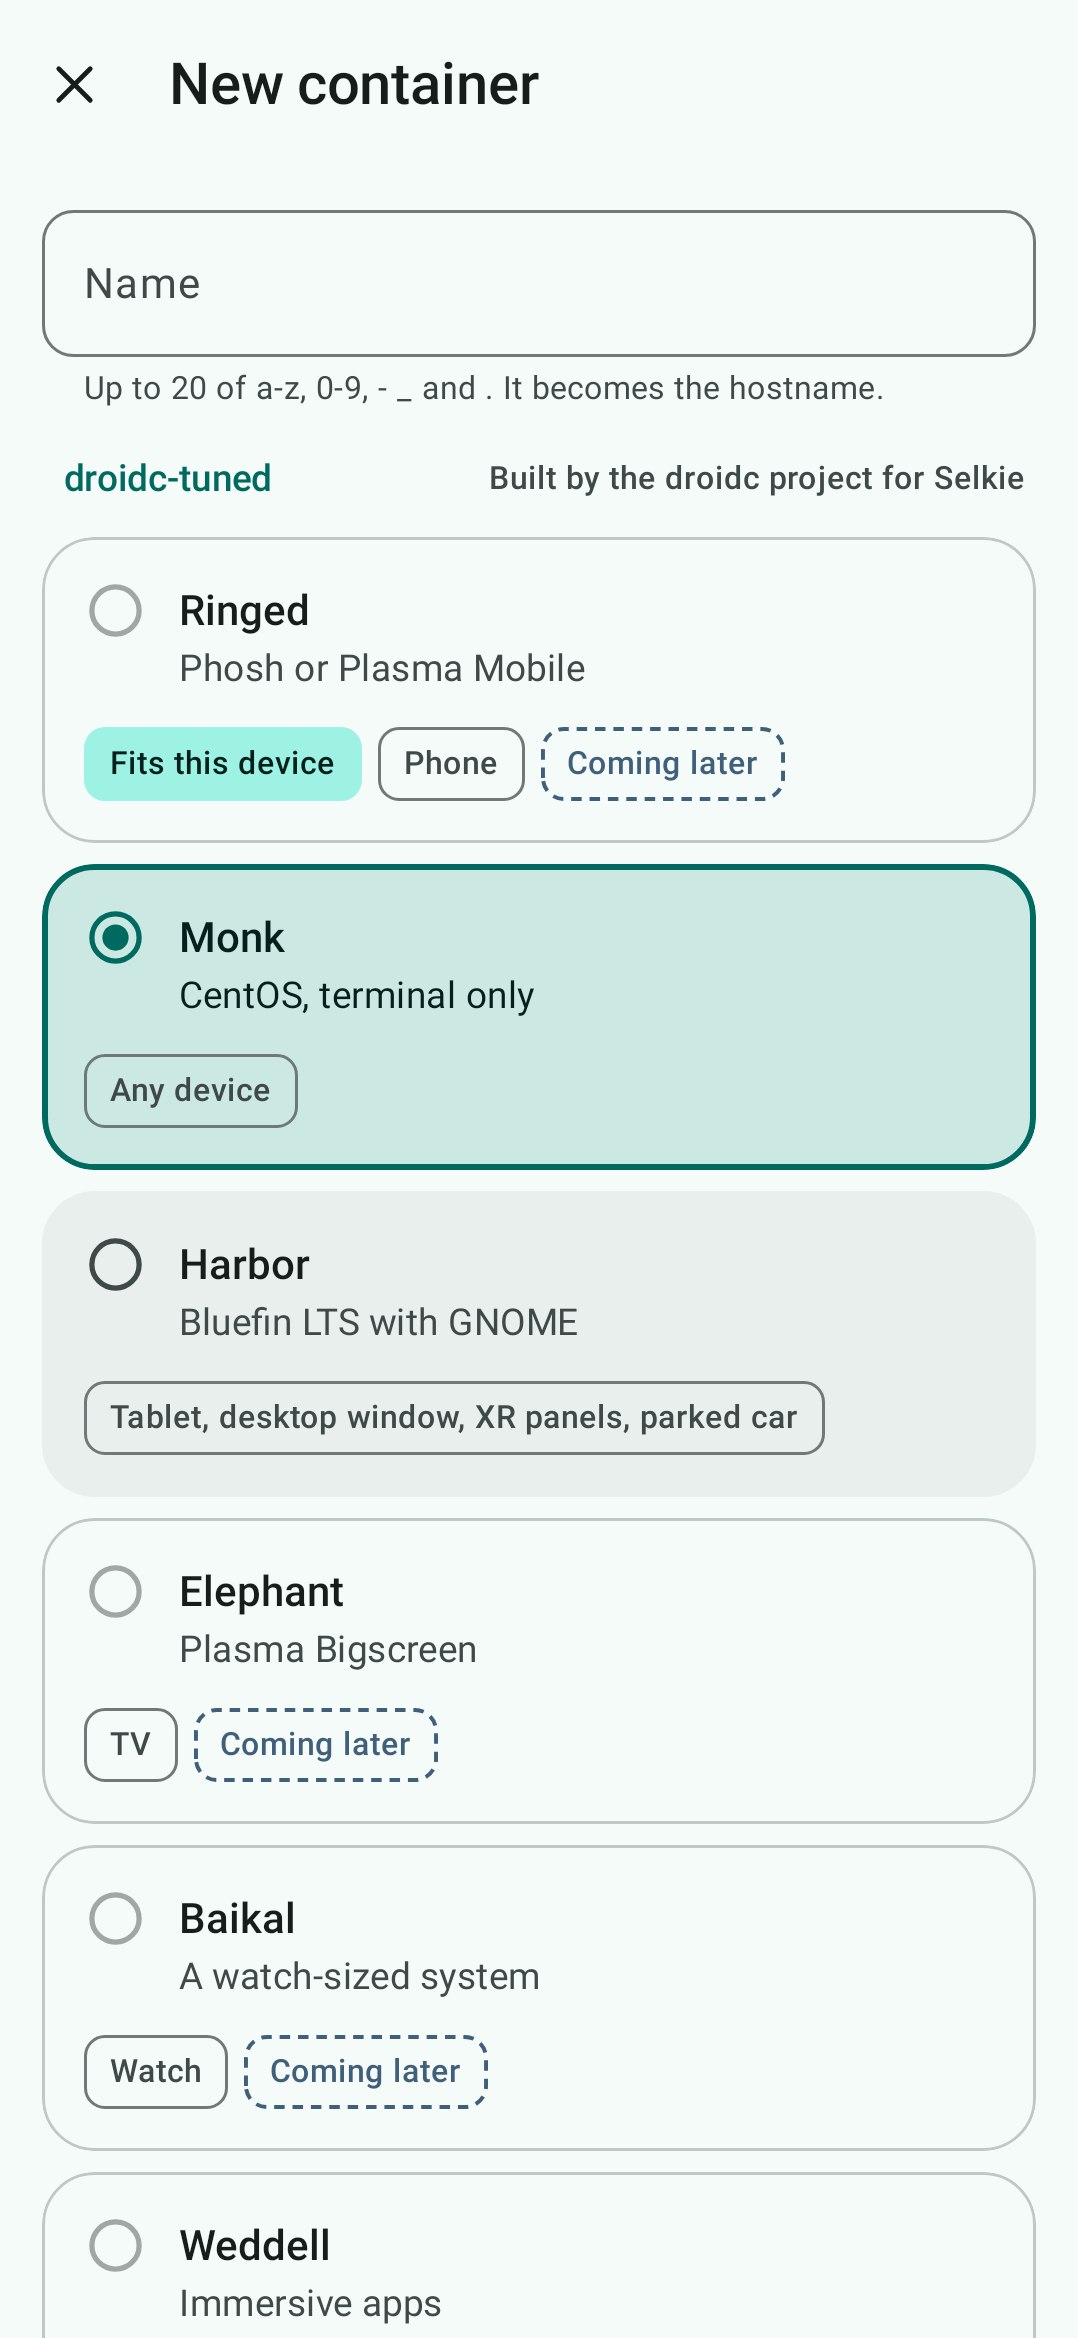 New container
Name
Up to 20 of a-z, 0-9, - _ and . It becomes the hostname.
droidc-tuned
Built by the droidc project for Selkie
Ringed
Phosh or Plasma Mobile
Fits this device
Phone
Coming later
Monk
CentOS, terminal only
Any device
Harbor
Bluefin LTS with GNOME
Tablet, desktop window, XR panels, parked car
Elephant
Plasma Bigscreen
TV
Coming later
Baikal
A watch-sized system
Watch
Coming later
Weddell
Immersive apps